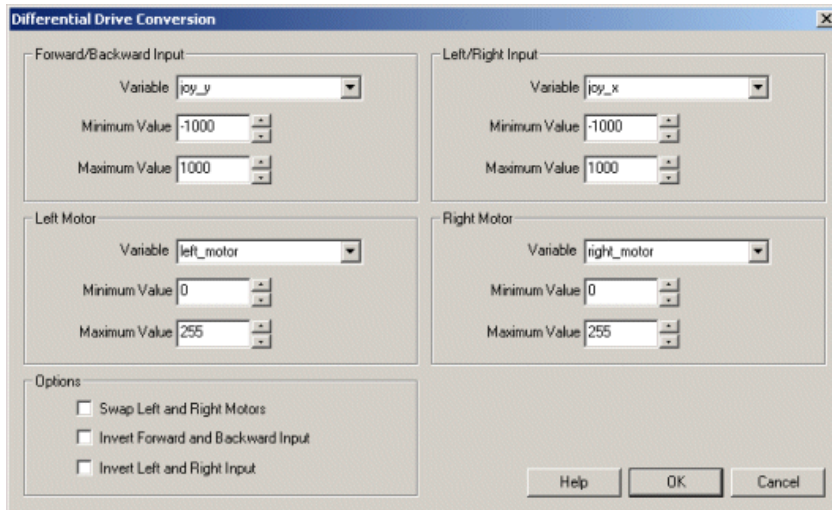 Differential Drive Conversion
Forward/Backward Input
Variable joy_y
Minimum Value -1000
Maximum Value 1000
Left/Right Input
Variable joy_x
Minimum Value -1000
Maximum Value 1000
Left Motor
Variable left_motor
Minimum Value 0
Maximum Value 255
Right Motor
Variable right_motor
Minimum Value 0
Maximum Value 255
Options
Swap Left and Right Motors
Invert Forward and Backward Input
Invert Left and Right Input
Help OK Cancel